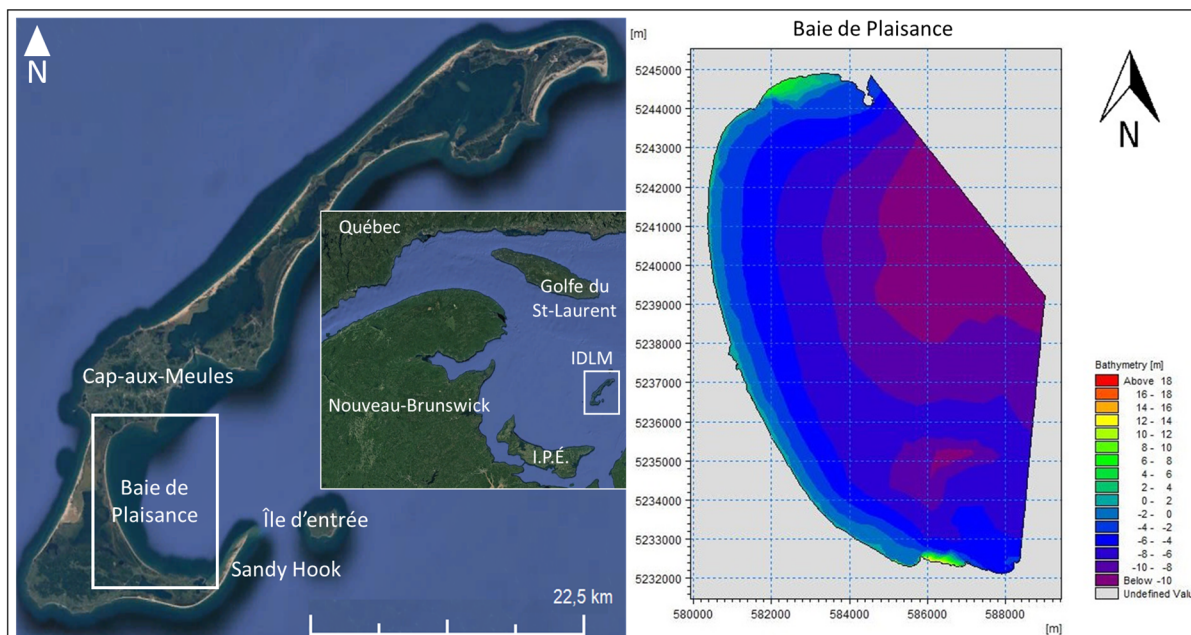 N
Québec
Golfe du
St-Laurent
IDLM
Nouveau-Brunswick
I.P.É.
Cap-aux-Meules
Baie de
Plaisance
Île d'entrée
Sandy Hook
22,5 km
Baie de Plaisance
[m]
5245000
5244000
5243000
5242000
5241000
5240000
5239000
5238000
5237000
5236000
5235000
5234000
5233000
5232000
580000 582000 584000 586000 588000
[m]
N
Bathymetry [m]
Above 18
16 - 18
14 - 16
12 - 14
10 - 12
8 - 10
6 - 8
4 - 6
2 - 4
0 - 2
-2 - 0
-4 - -2
-6 - -4
-8 - -6
-10 - -8
Below -10
Undefined Valu